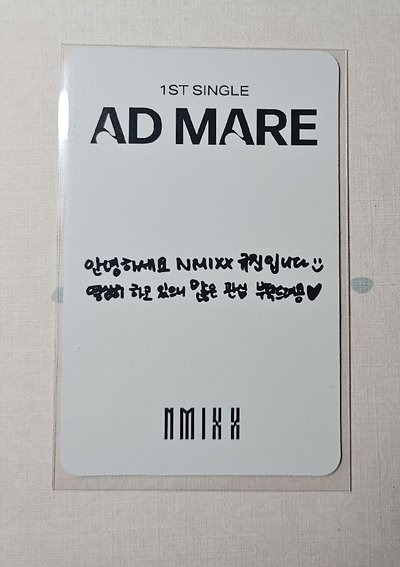 1ST SINGLE
AD MARE
안녕하세요 NMIXX 규진입니다 :)
열심히 하고 있으니 많은 관심 부탁드려용♥
NMIXX